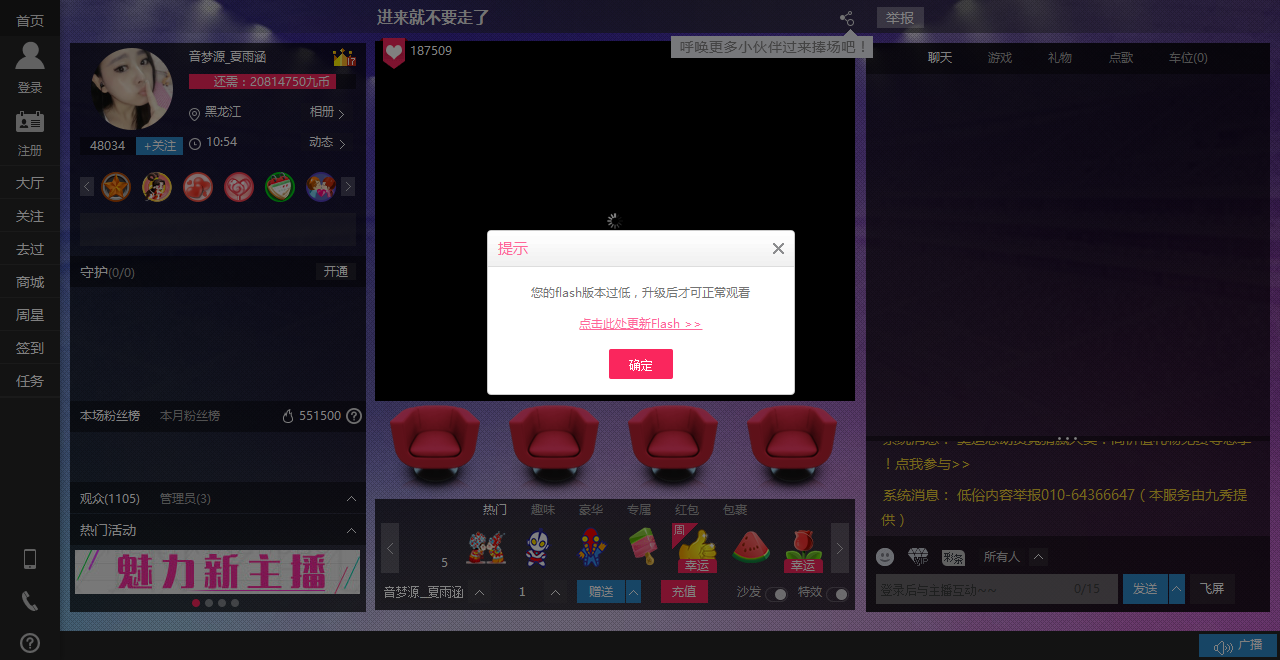 首页
登录
注册
大厅
关注
去过
商城
周星
签到
任务
进来就不要走了
举报
呼唤更多小伙伴过来捧场吧！
音梦源_夏雨涵
还需：20814750九币
黑龙江
相册
48034
+关注
10:54
动态
守护(0/0)
开通
本场粉丝榜
本月粉丝榜
551500
观众(1105)
管理员(3)
热门活动
魅力新主播
187509
提示
您的flash版本过低，升级后才可正常观看
点击此处更新Flash >>
确定
热门
趣味
豪华
专属
红包
包裹
5
周
幸运
幸运
音梦源_夏雨涵
1
赠送
充值
沙发
特效
聊天
游戏
礼物
点歌
车位(0)
！点我参与>>
系统消息： 低俗内容举报010-64366647（本服务由九秀提
供）
彩条
所有人
登录后与主播互动~~
0/15
发送
飞屏
广播